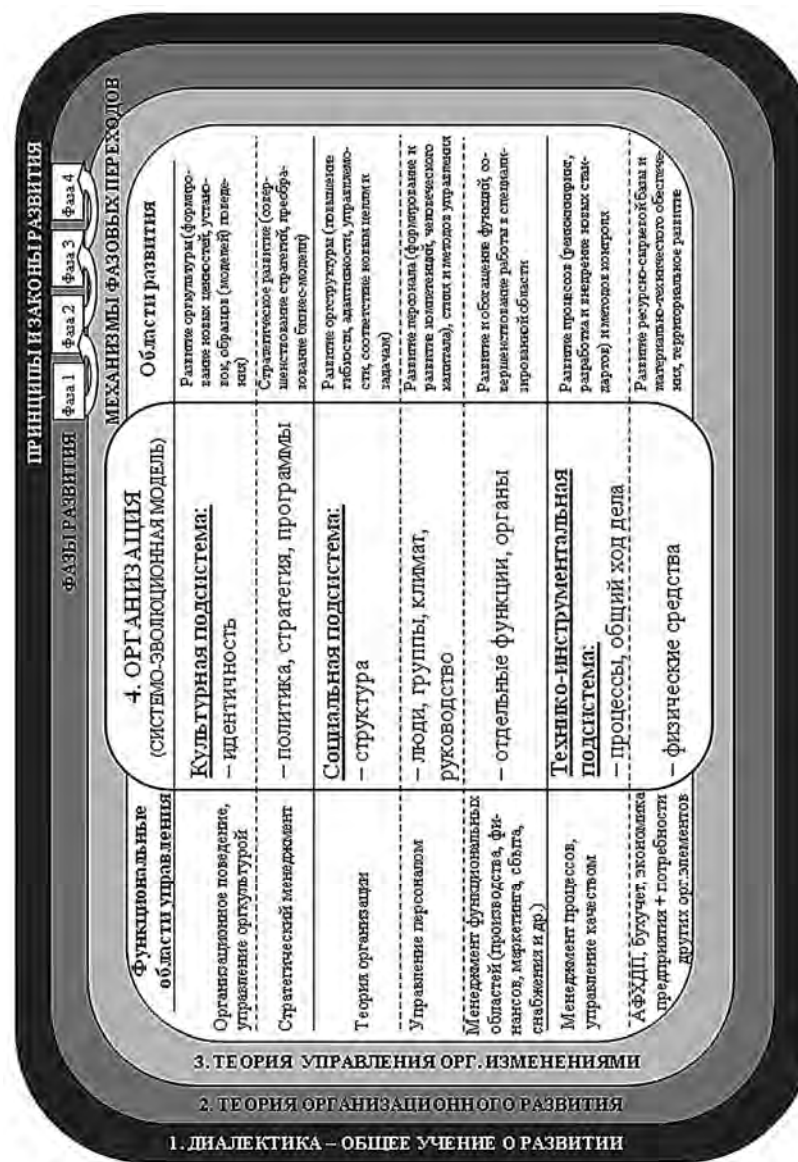 ПРИНЦИПЫ И ЗАКОНЫ РАЗВИТИЯ
ФАЗЫ РАЗВИТИЯ
Фаза 1
Фаза 2
Фаза 3
Фаза 4
МЕХАНИЗМЫ ФАЗОВЫХ ПЕРЕХОДОВ
Функциональные
области управления
4. ОРГАНИЗАЦИЯ
(СИСТЕМО-ЭВОЛЮЦИОННАЯ МОДЕЛЬ)
Области развития
Организационное поведение,
управление оргкультурой
Культурная подсистема:
– идентичность
Развитие оргкультуры (формиро-
вание новых ценностей, устано-
вок, образцов (моделей) поведе-
ния)
Стратегический менеджмент
– политика, стратегия, программы
Стратегическое развитие (совер-
шенствование стратегий, преобра-
зование бизнес-модели)
Теория организации
Социальная подсистема:
– структура
Развитие оргструктуры (повышение
гибкости, адаптивности, управляемо-
сти, соответствие новым целям и
задачам)
Управление персоналом
– люди, группы, климат,
руководство
Развитие персонала (формирование и
развитие компетенций, человеческого
капитала), стиля и методов управления
Менеджмент функциональных
областей (производства, фи-
нансов, маркетинга, сбыта,
снабжения и др.)
– отдельные функции, органы
Развитие и обогащение функций, со-
вершенствование работы в специали-
зированной области
Менеджмент процессов,
управление качеством
Технико-инструментальная
подсистема:
– процессы, общий ход дела
Развитие процессов (реинжиниринг,
разработка и внедрение новых стан-
дартов) и методов контроля
АФХДП, бухучет, экономика
предприятия + потребности
других орг.элементов
– физические средства
Развитие ресурсно-сырьевой базы и
материально-технического обеспече-
ния, территориальное развитие
3. ТЕОРИЯ УПРАВЛЕНИЯ ОРГ. ИЗМЕНЕНИЯМИ
2. ТЕОРИЯ ОРГАНИЗАЦИОННОГО РАЗВИТИЯ
1. ДИАЛЕКТИКА – ОБЩЕЕ УЧЕНИЕ О РАЗВИТИИ